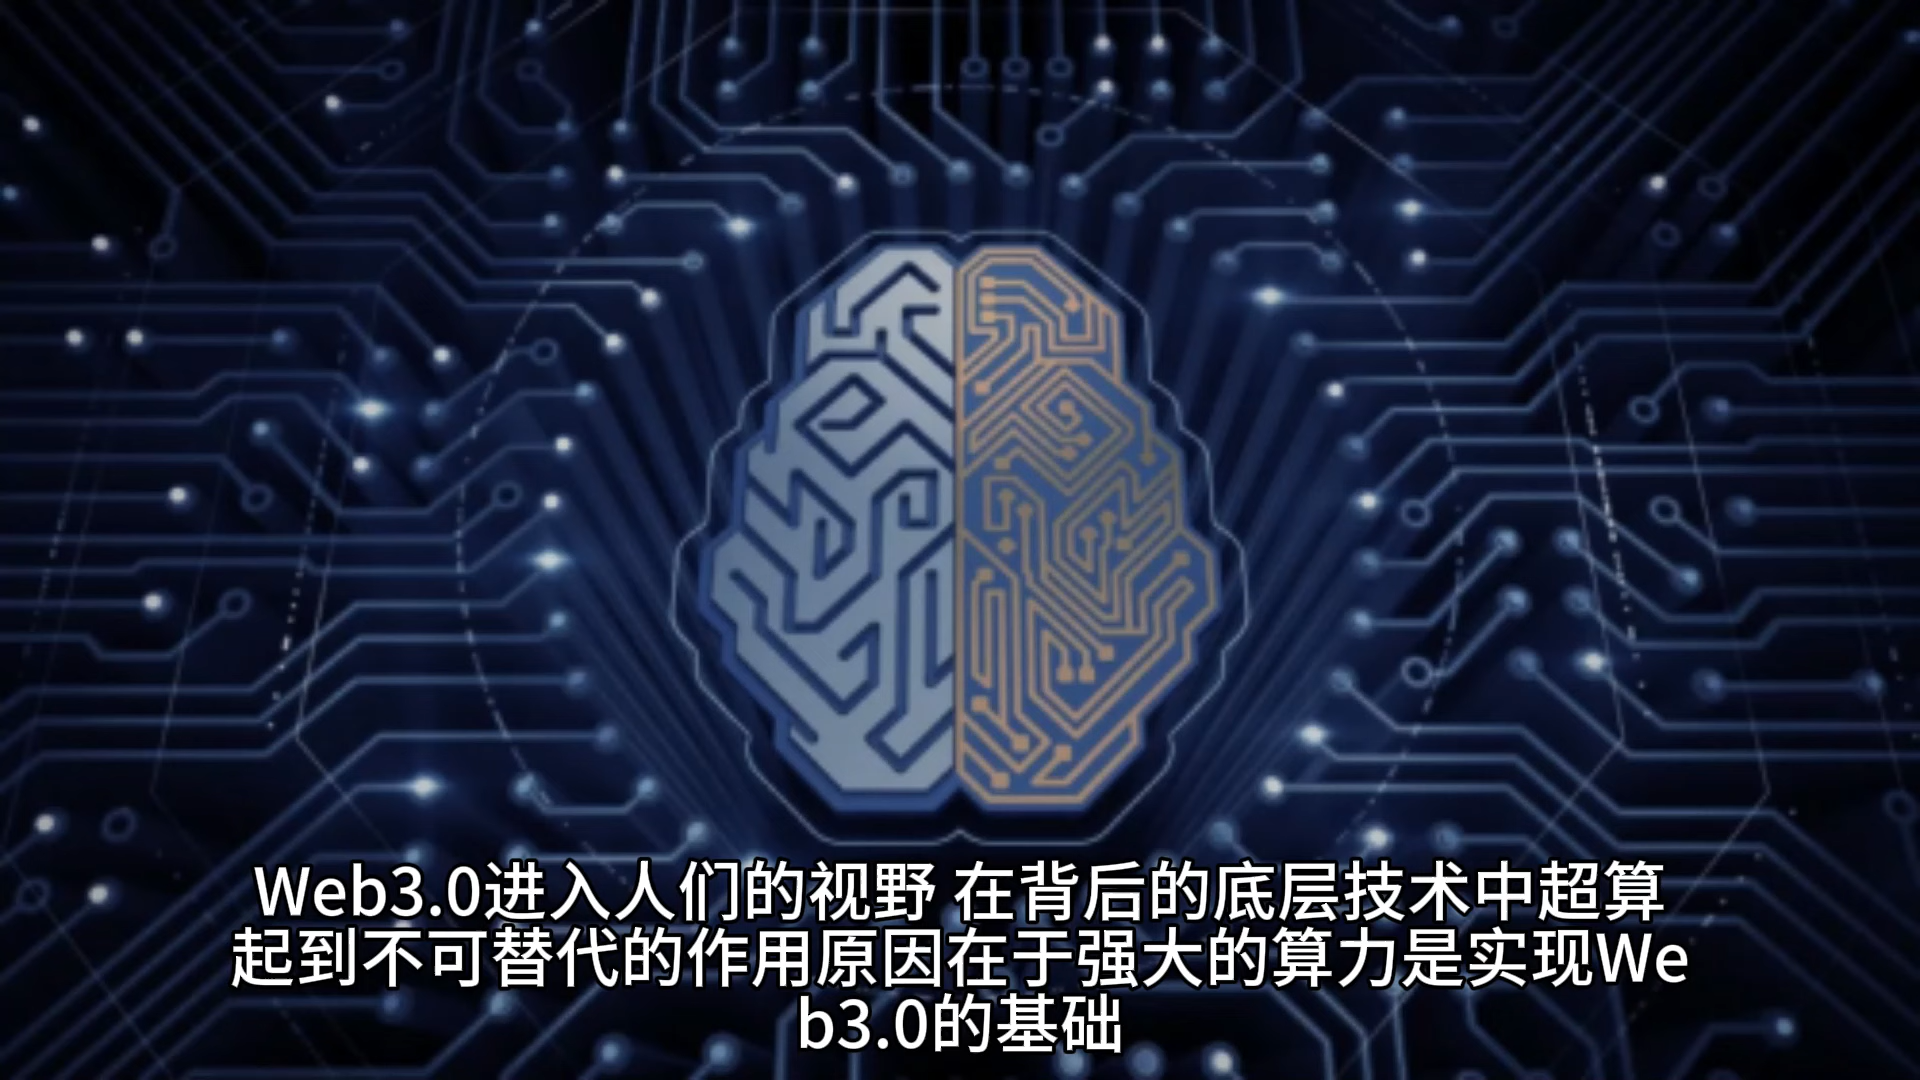 Web3.0进入人们的视野 在背后的底层技术中超算
起到不可替代的作用原因在于强大的算力是实现We
b3.0的基础